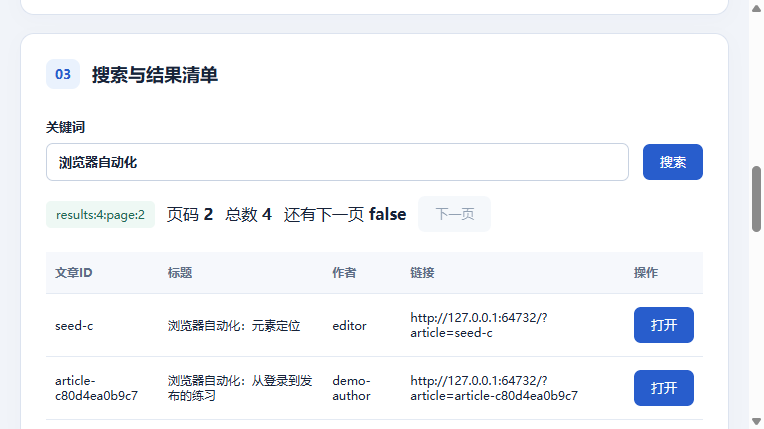 03 搜索与结果清单
关键词
浏览器自动化 搜索
results:4:page:2 页码 2 总数 4 还有下一页 false 下一页
文章ID 标题 作者 链接 操作
seed-c 浏览器自动化：元素定位 editor http://127.0.0.1:64732/?
article=seed-c 打开
article-
c80d4ea0b9c7 浏览器自动化：从登录到发
布的练习 demo-
author http://127.0.0.1:64732/?
article=article-c80d4ea0b9c7 打开